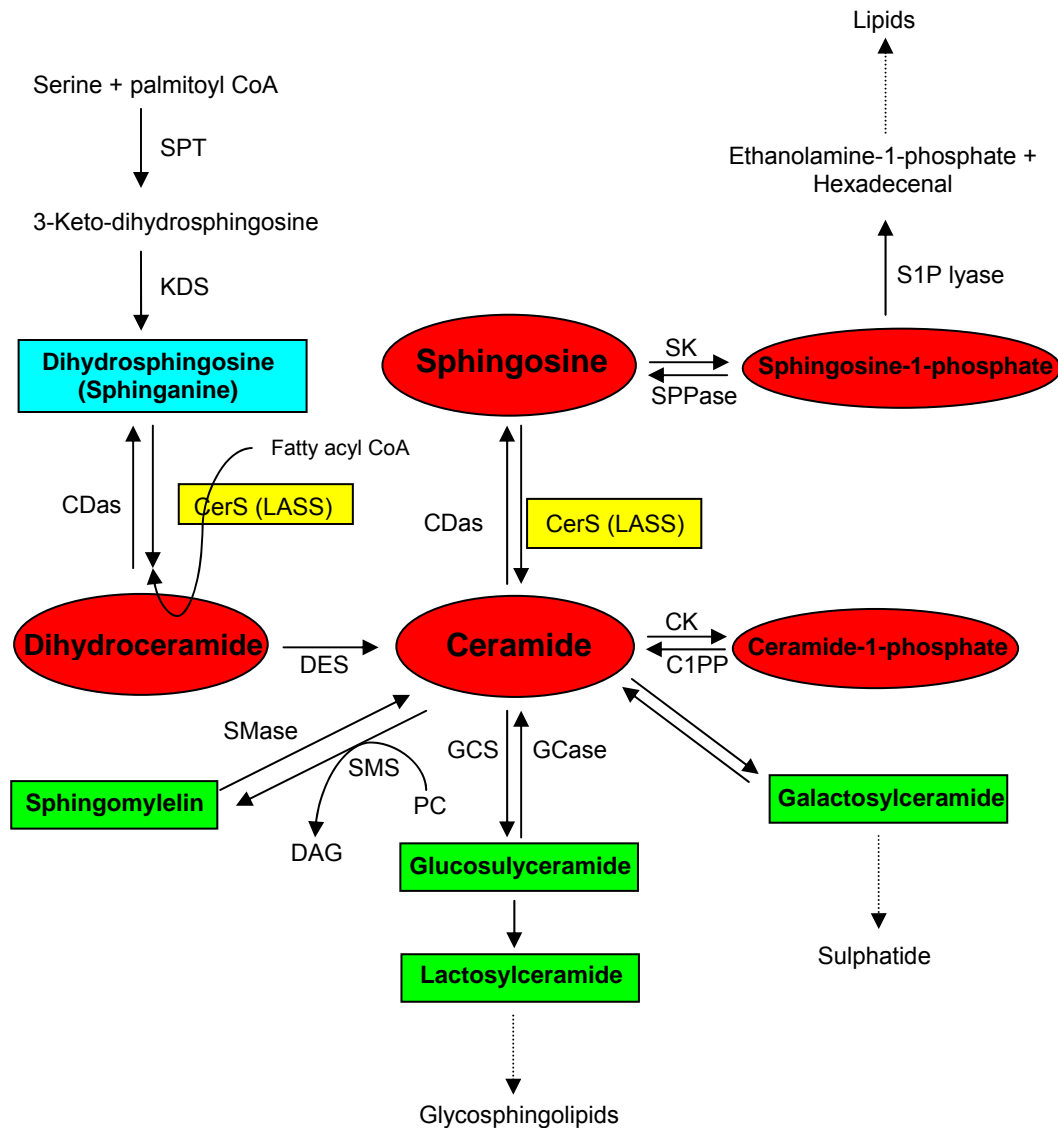 Lipids
Serine + palmitoyl CoA
SPT
Ethanolamine-1-phosphate +
Hexadecenal
3-Keto-dihydrosphingosine
KDS
S1P lyase
Dihydrosphingosine
(Sphinganine)
Sphingosine
SK
SPPase
Sphingosine-1-phosphate
Fatty acyl CoA
CDas
CerS (LASS)
CDas
CerS (LASS)
Dihydroceramide
DES
Ceramide
CK
C1PP
Ceramide-1-phosphate
SMase
SMS
GCS
GCase
Sphingomylelin
PC
Galactosylceramide
DAG
Glucosulyceramide
Sulphatide
Lactosylceramide
Glycosphingolipids